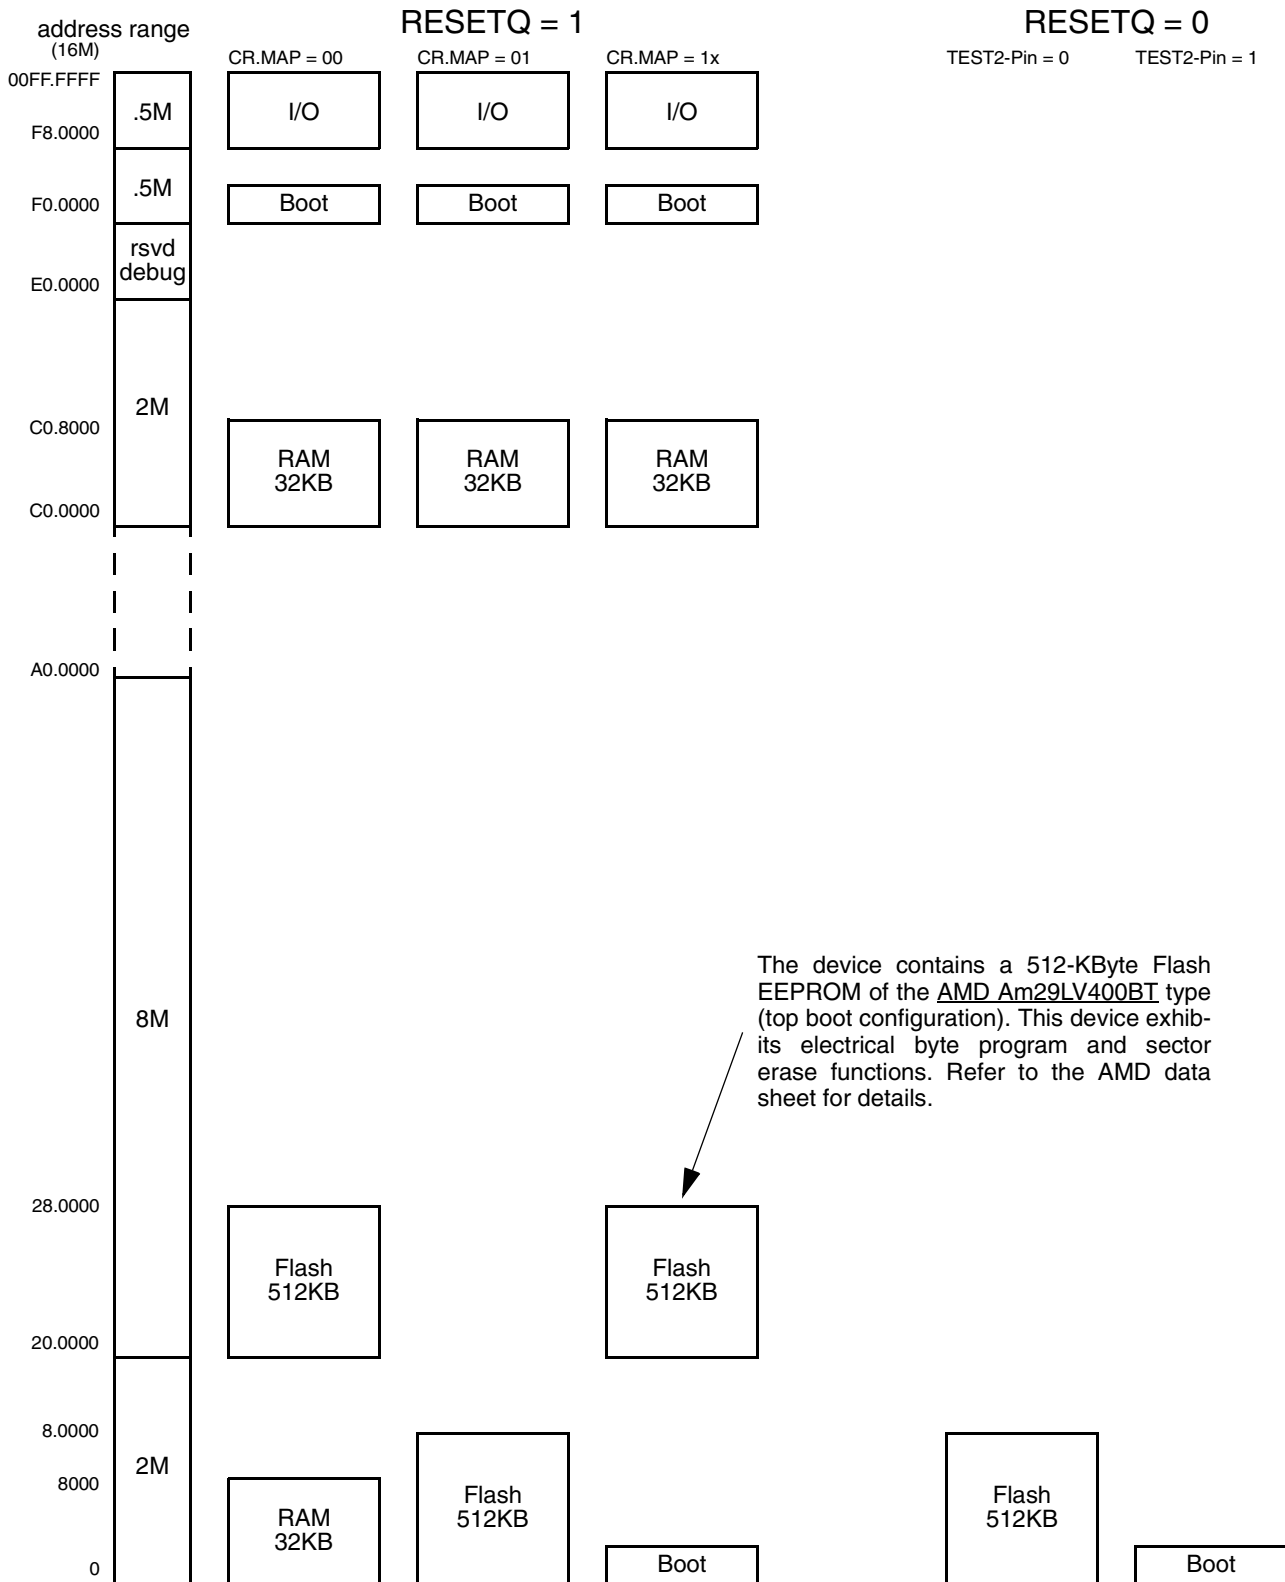 address range
(16M)
RESETQ = 1
RESETQ = 0
CR.MAP = 00
CR.MAP = 01
CR.MAP = 1x
TEST2-Pin = 0
TEST2-Pin = 1
00FF.FFFF
.5M
I/O
I/O
I/O
F8.0000
.5M
F0.0000
Boot
Boot
Boot
rsvd
debug
E0.0000
2M
C0.8000
RAM
32KB
RAM
32KB
RAM
32KB
C0.0000
A0.0000
The device contains a 512-KByte Flash
EEPROM of the AMD Am29LV400BT type
(top boot configuration). This device exhib-
its electrical byte program and sector
erase functions. Refer to the AMD data
sheet for details.
8M
28.0000
Flash
512KB
Flash
512KB
20.0000
8.0000
2M
8000
RAM
32KB
Flash
512KB
Flash
512KB
0
Boot
Boot